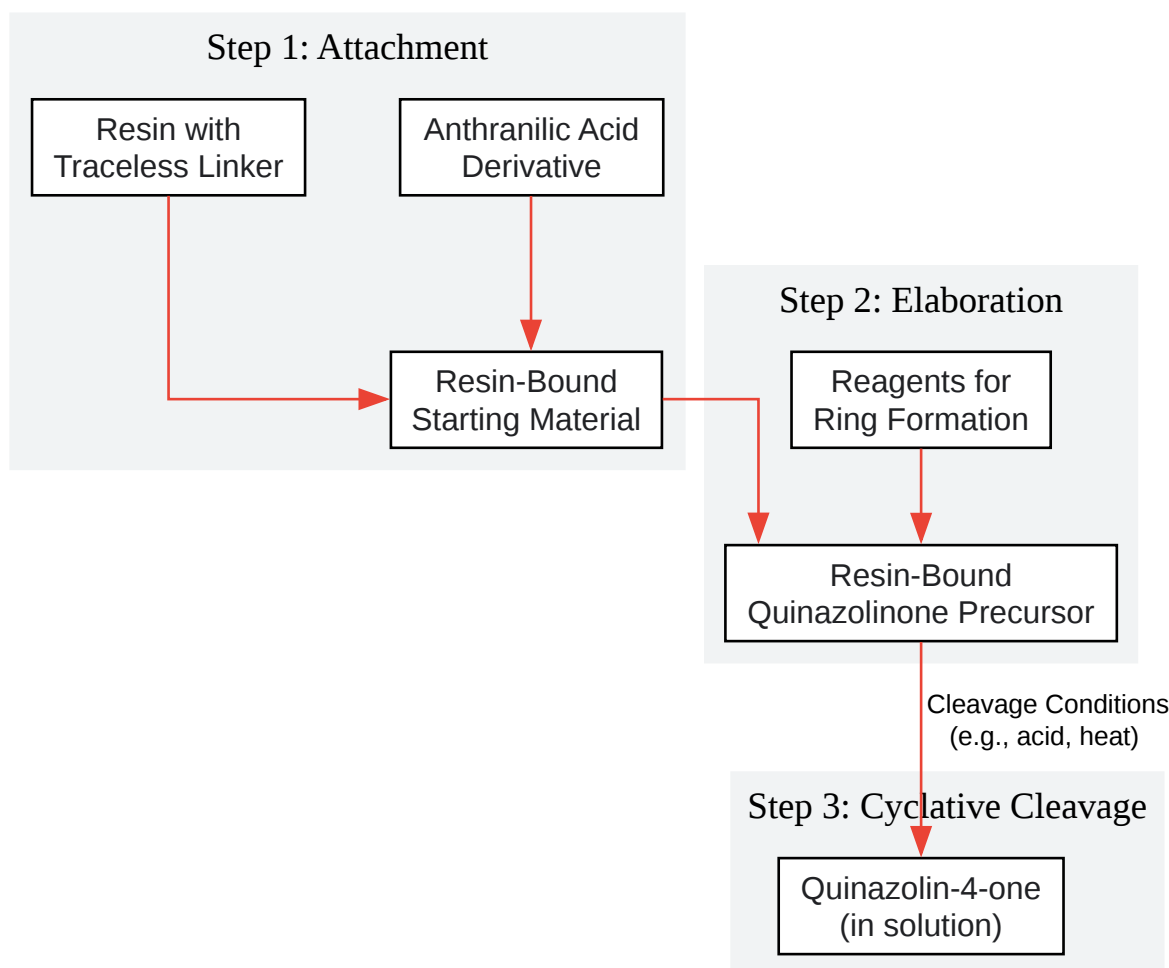 Step 1: Attachment
Resin with
Traceless Linker
Anthranilic Acid
Derivative
Resin-Bound
Starting Material
Step 2: Elaboration
Reagents for
Ring Formation
Resin-Bound
Quinazolinone Precursor
Cleavage Conditions
(e.g., acid, heat)
Step 3: Cyclative Cleavage
Quinazolin-4-one
(in solution)